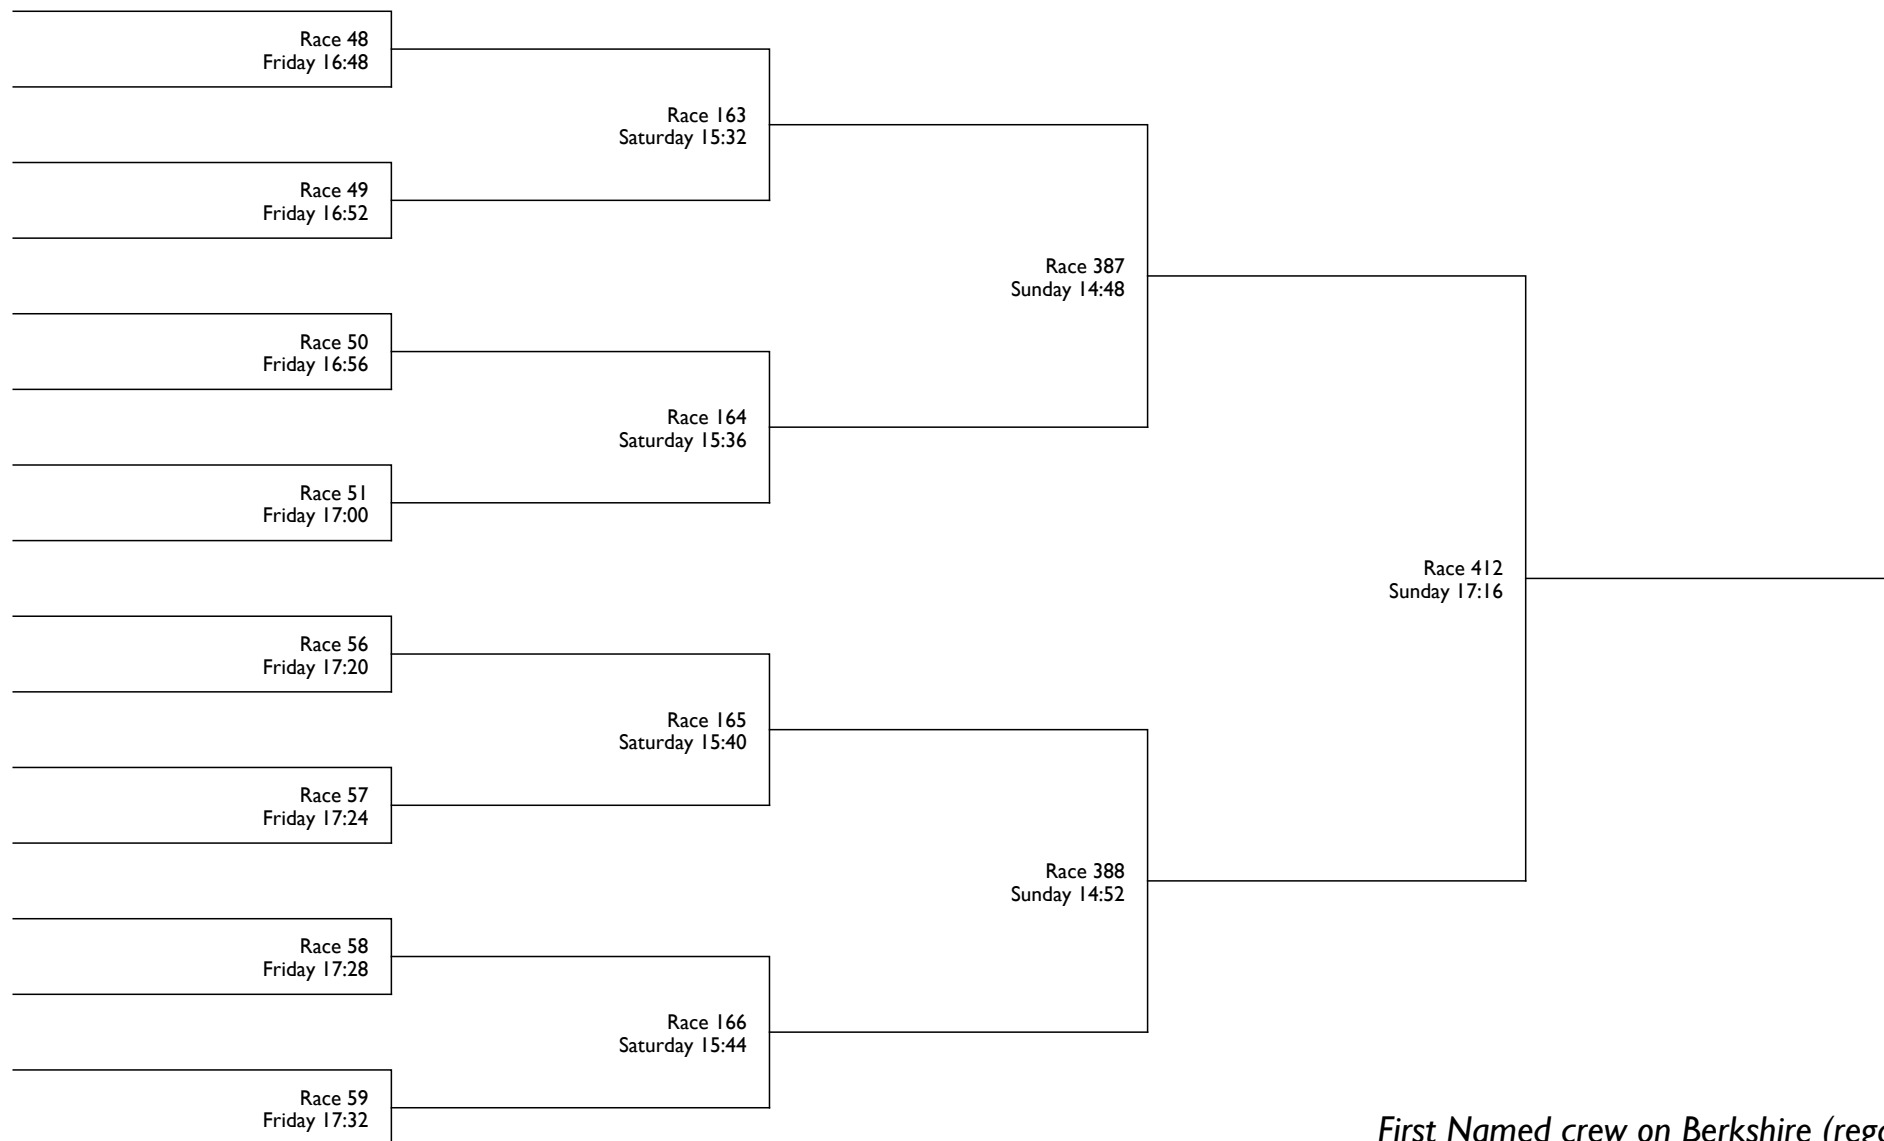 Race 48
Friday 16:48
Race 163
Saturday 15:32
Race 49
Friday 16:52
Race 387
Sunday 14:48
Race 50
Friday 16:56
Race 164
Saturday 15:36
Race 51
Friday 17:00
Race 412
Sunday 17:16
Race 56
Friday 17:20
Race 165
Saturday 15:40
Race 57
Friday 17:24
Race 388
Sunday 14:52
Race 58
Friday 17:28
Race 166
Saturday 15:44
Race 59
Friday 17:32
First Named crew on Berkshire